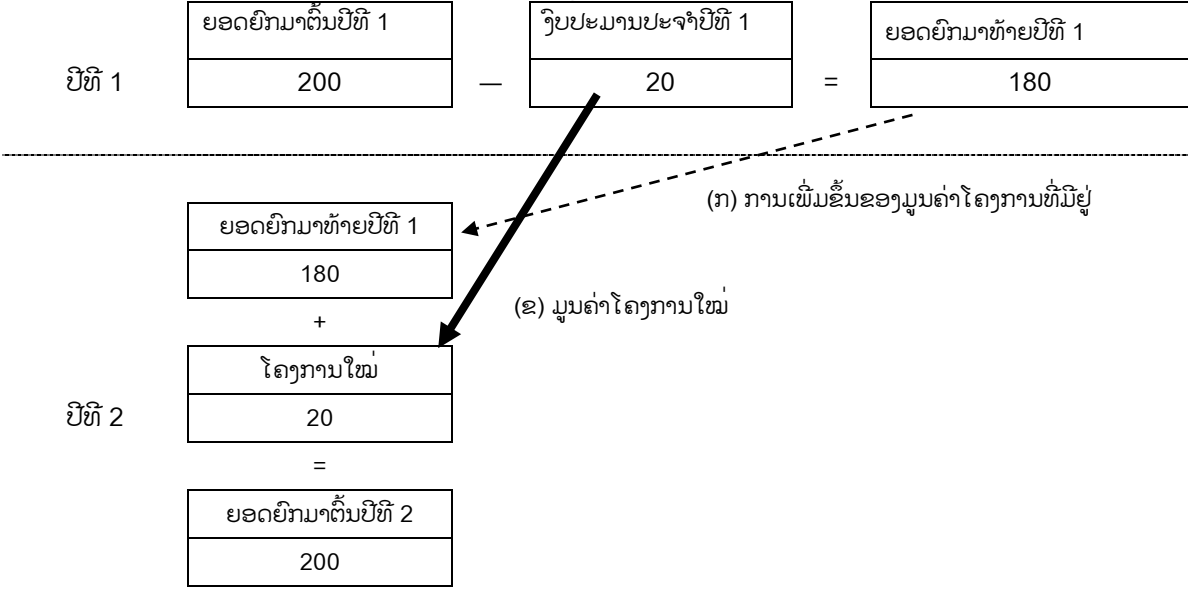 ຍອດຍົກມາຕົ້ນປີທີ 1
ງົບປະມານປະຈຳປີທີ 1
ຍອດຍົກມາທ້າຍປີທີ 1
ປີທີ 1
200
—
20
=
180
(ກ) ການເພີ່ມຂຶ້ນຂອງມູນຄ່າໂຄງການທີ່ມີຢູ່
ຍອດຍົກມາທ້າຍປີທີ 1
180
(ຂ) ມູນຄ່າໂຄງການໃໝ່
+
ໂຄງການໃໝ່
ປີທີ 2
20
=
ຍອດຍົກມາຕົ້ນປີທີ 2
200